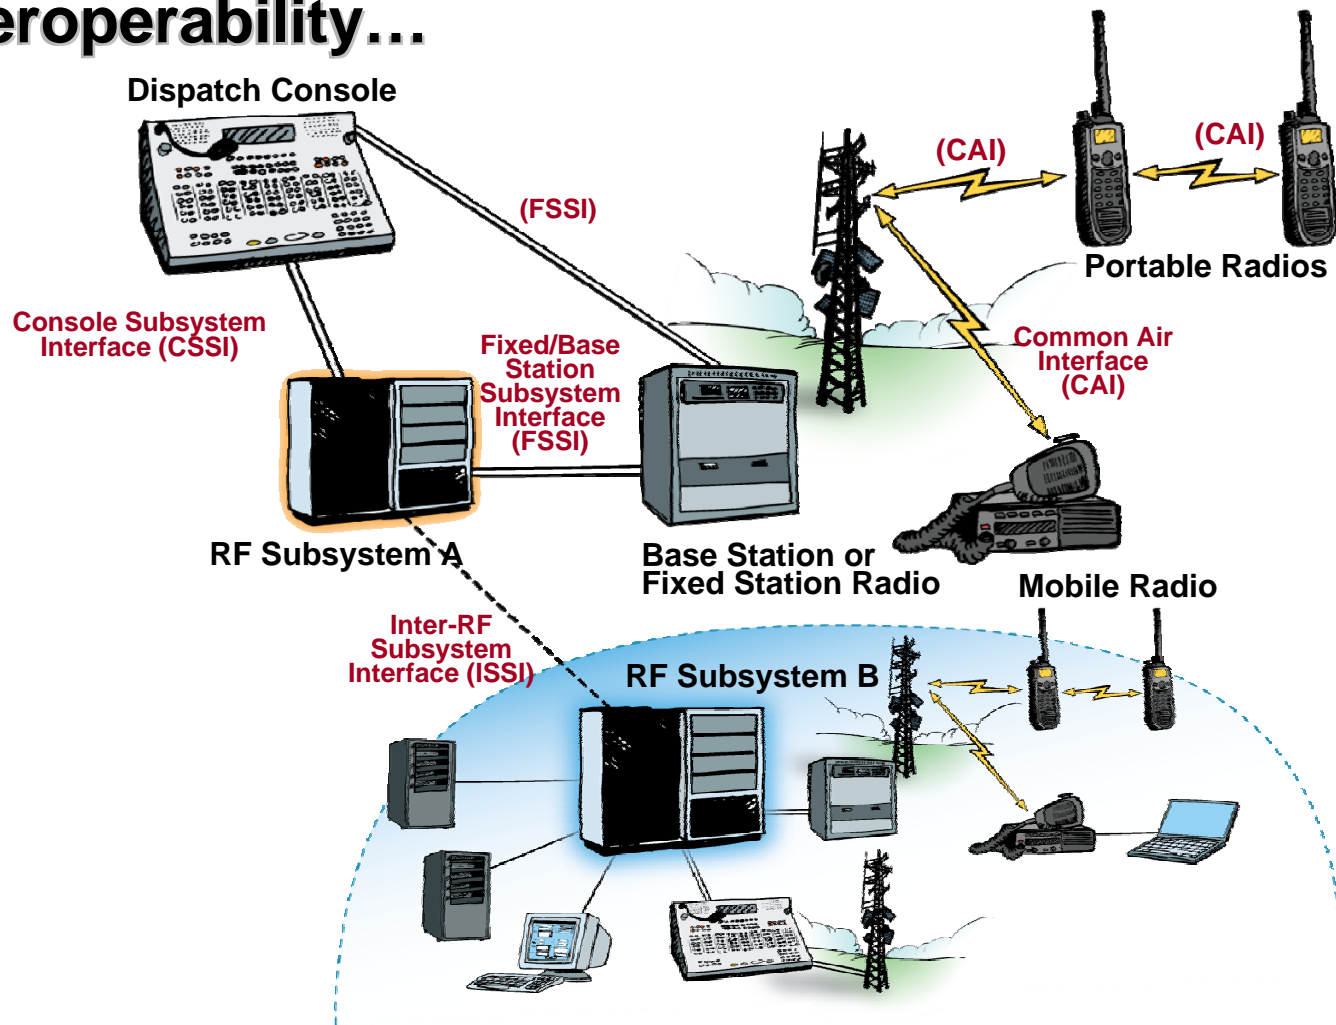 eroperability...
Dispatch Console
(FSSI)
(CAI)
(CAI)
Portable Radios
Console Subsystem
Interface (CSSI)
Fixed/Base
Station
Subsystem
Interface
(FSSI)
Common Air
Interface
(CAI)
RF Subsystem A
Base Station or
Fixed Station Radio
Mobile Radio
Inter-RF
Subsystem
Interface (ISSI)
RF Subsystem B